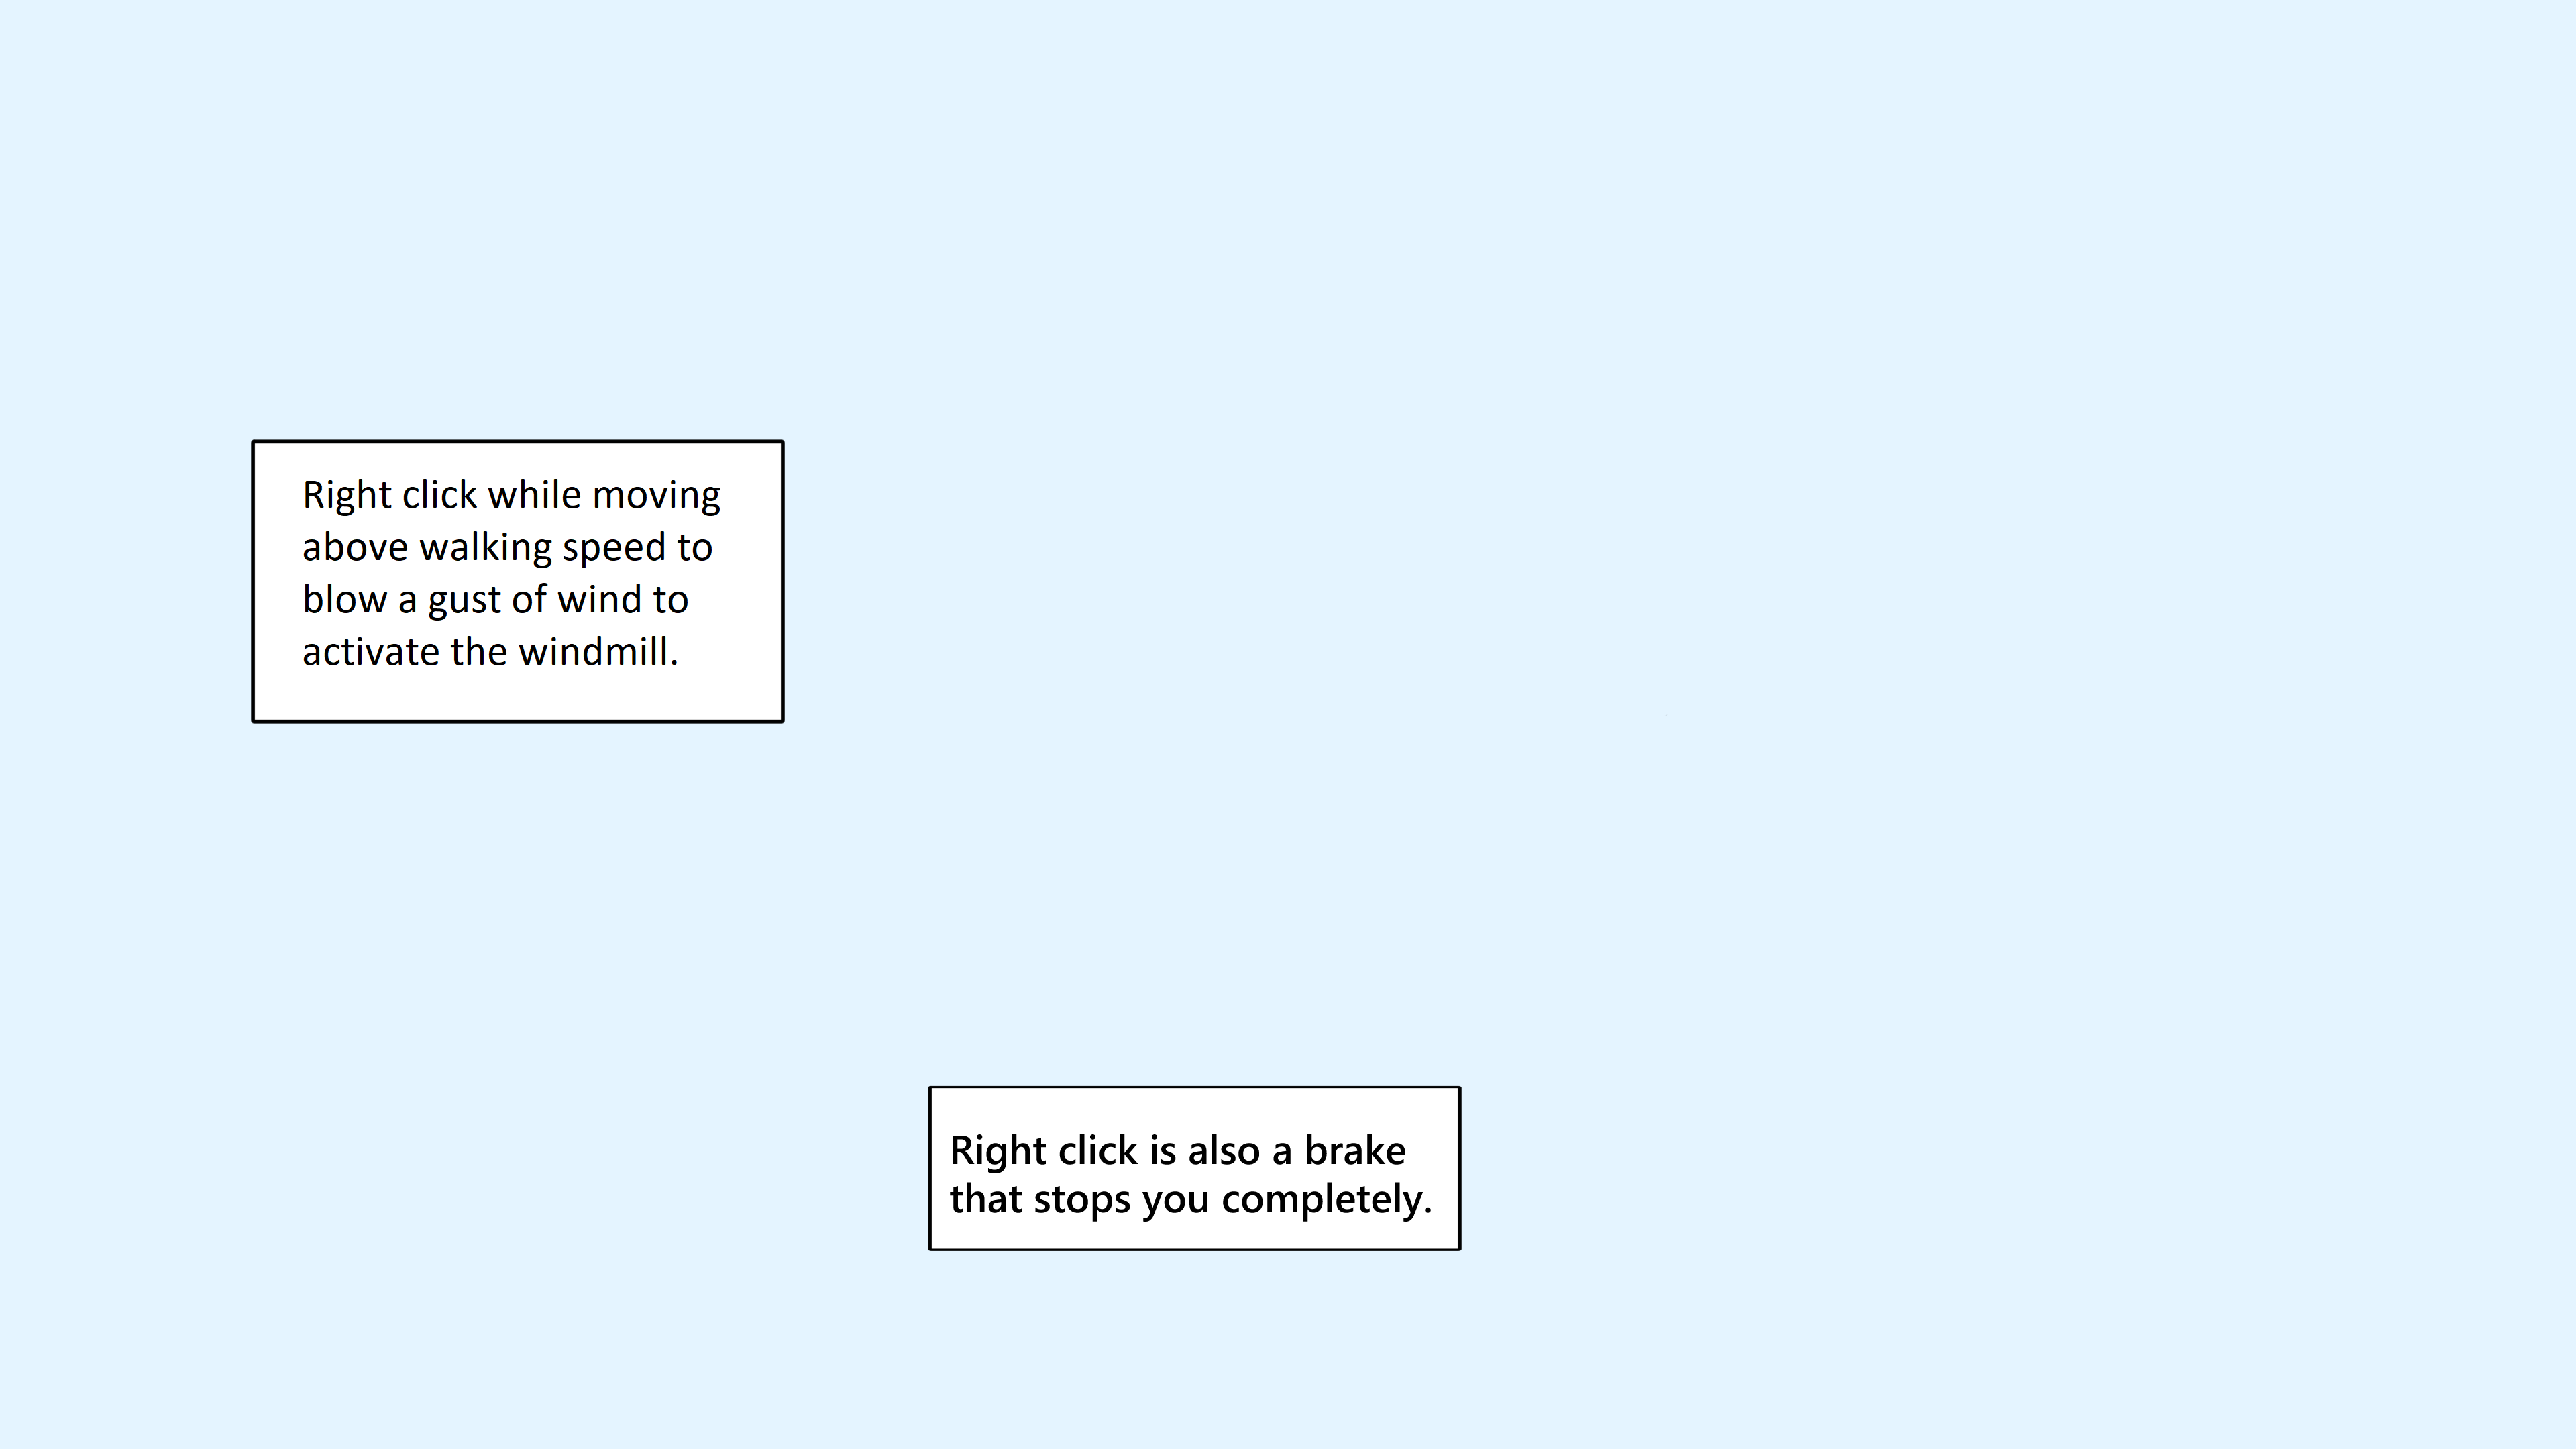 Right click while moving
above walking speed to
blow a gust of wind to
activate the windmill.
Right click is also a brake
that stops you completely.